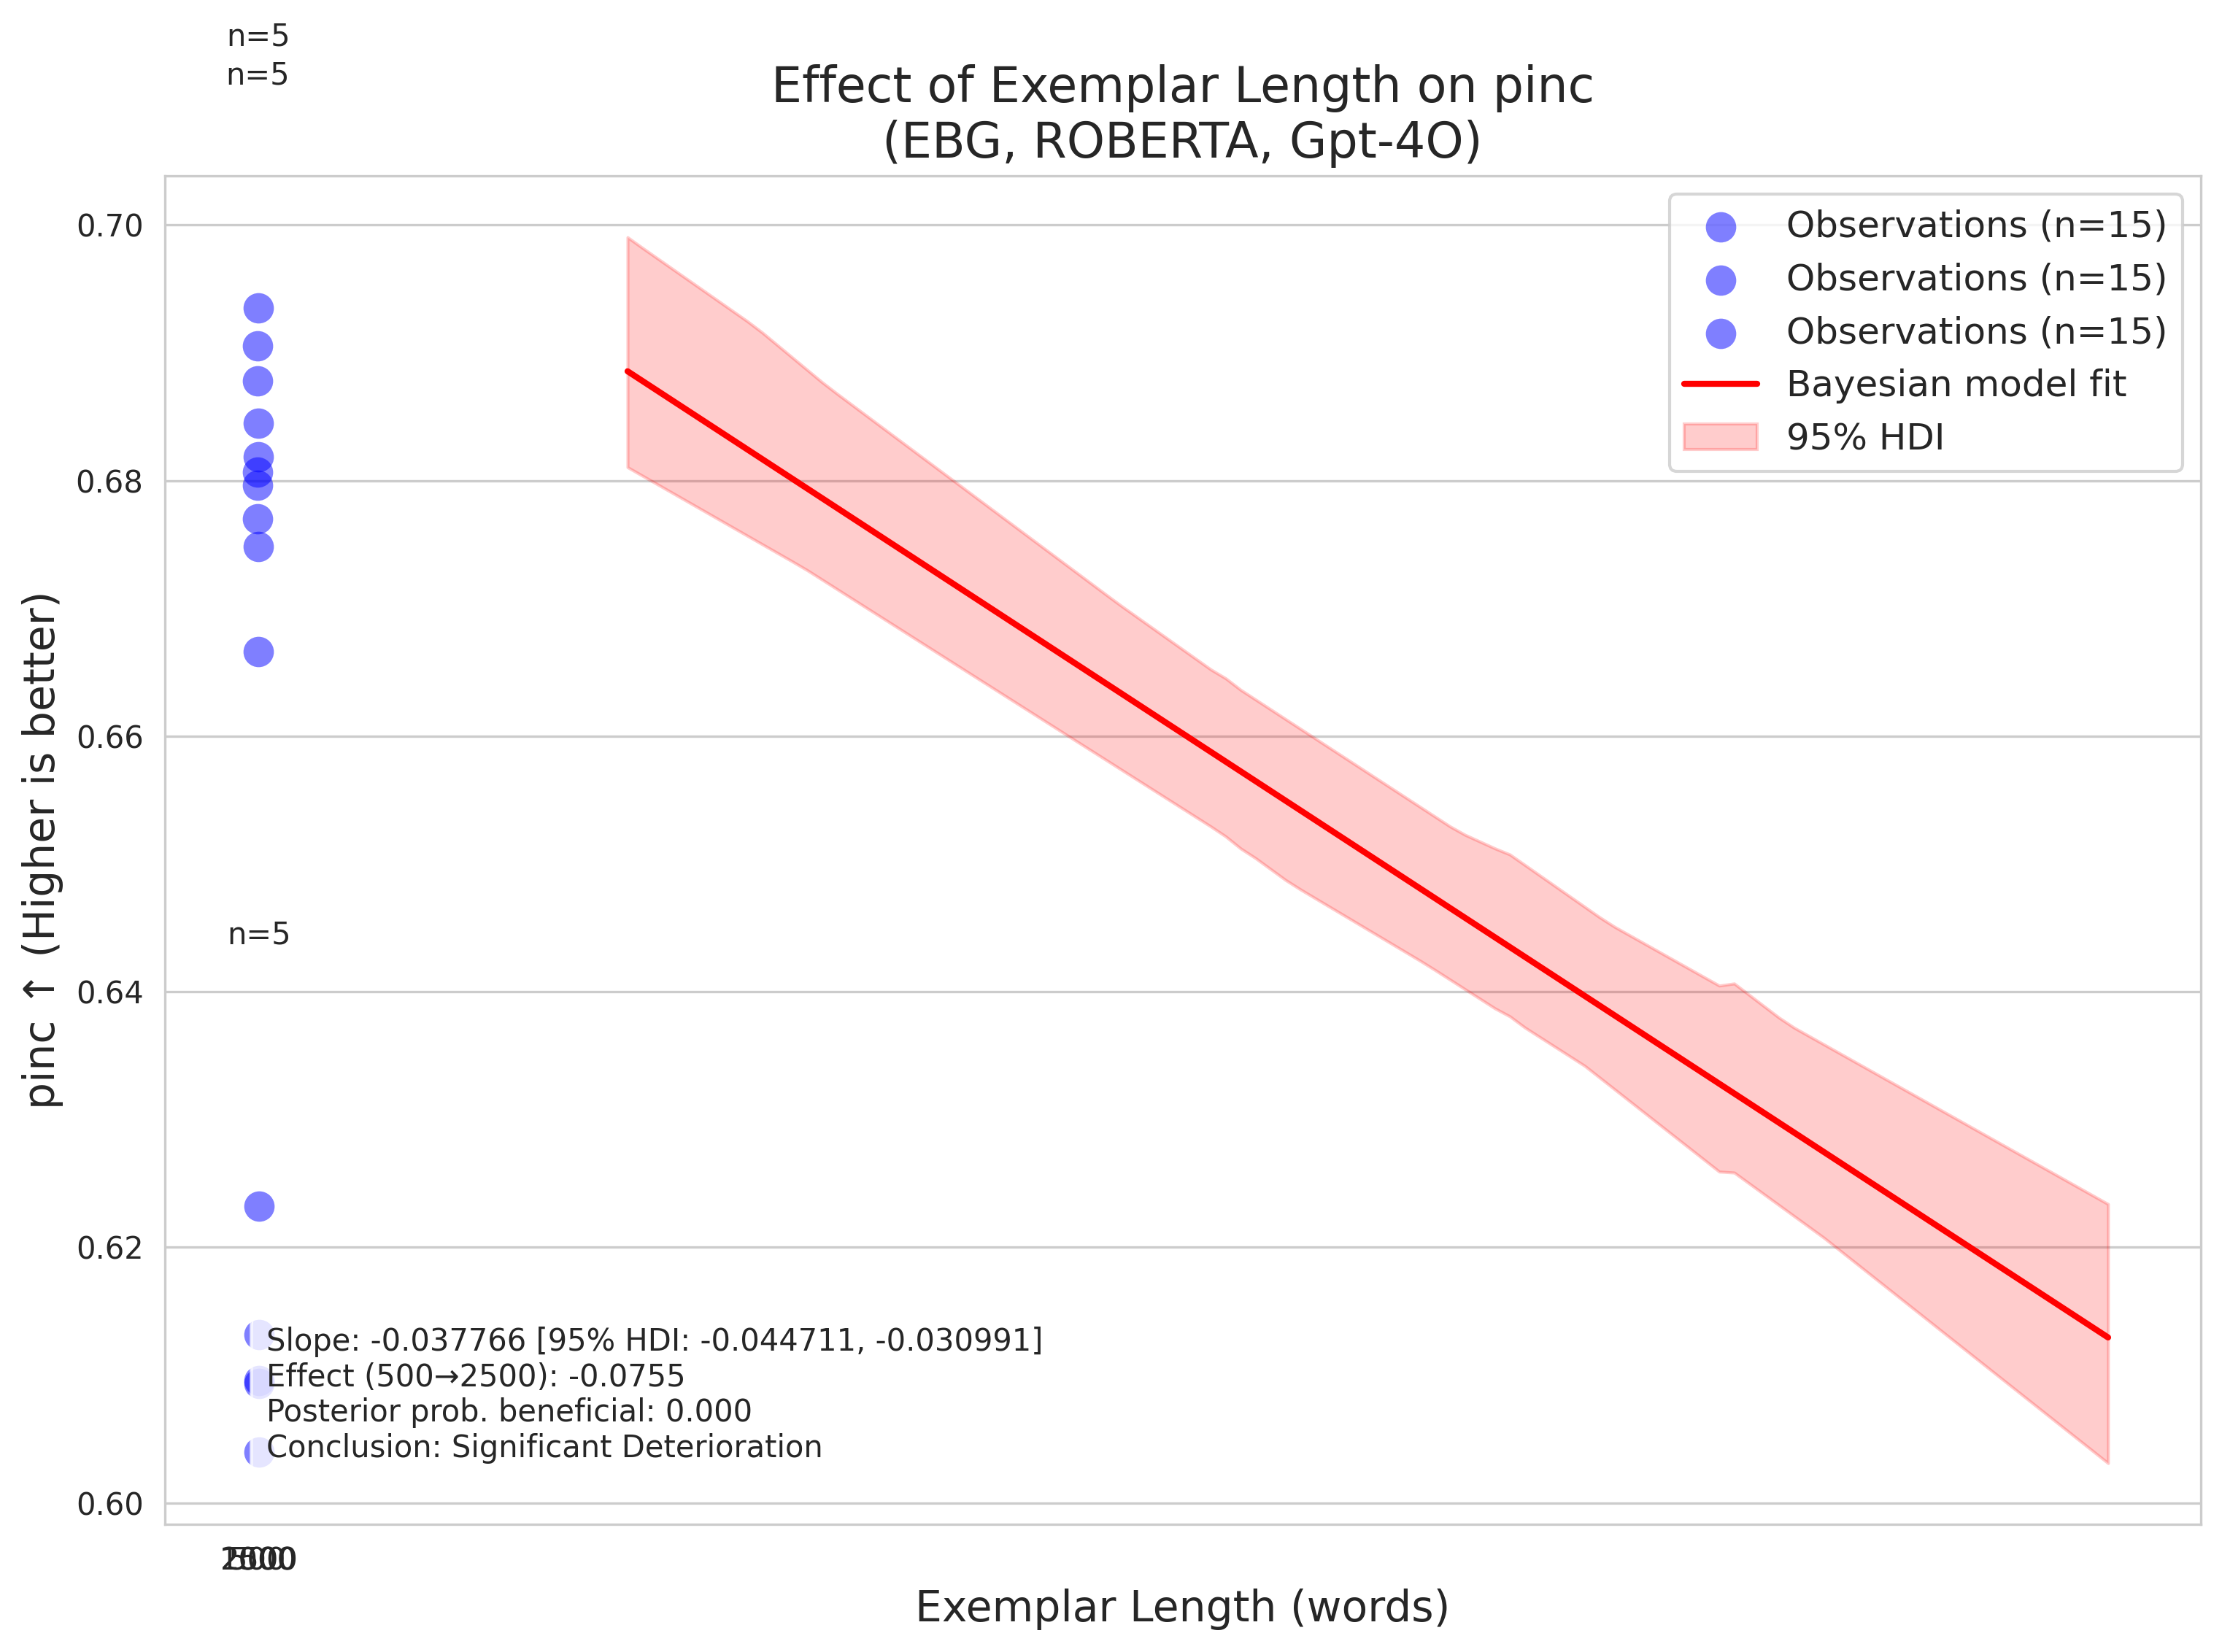 n=5
n=5
Effect of Exemplar Length on pinc
(EBG, ROBERTA, Gpt-4O)
Observations (n=15)
Observations (n=15)
Observations (n=15)
Bayesian model fit
95% HDI
pinc ↑ (Higher is better)
0.70
0.68
0.66
0.64
0.62
0.60
n=5
Slope: -0.037766 [95% HDI: -0.044711, -0.030991]
Effect (500→2500): -0.0755
Posterior prob. beneficial: 0.000
Conclusion: Significant Deterioration
Exemplar Length (words)